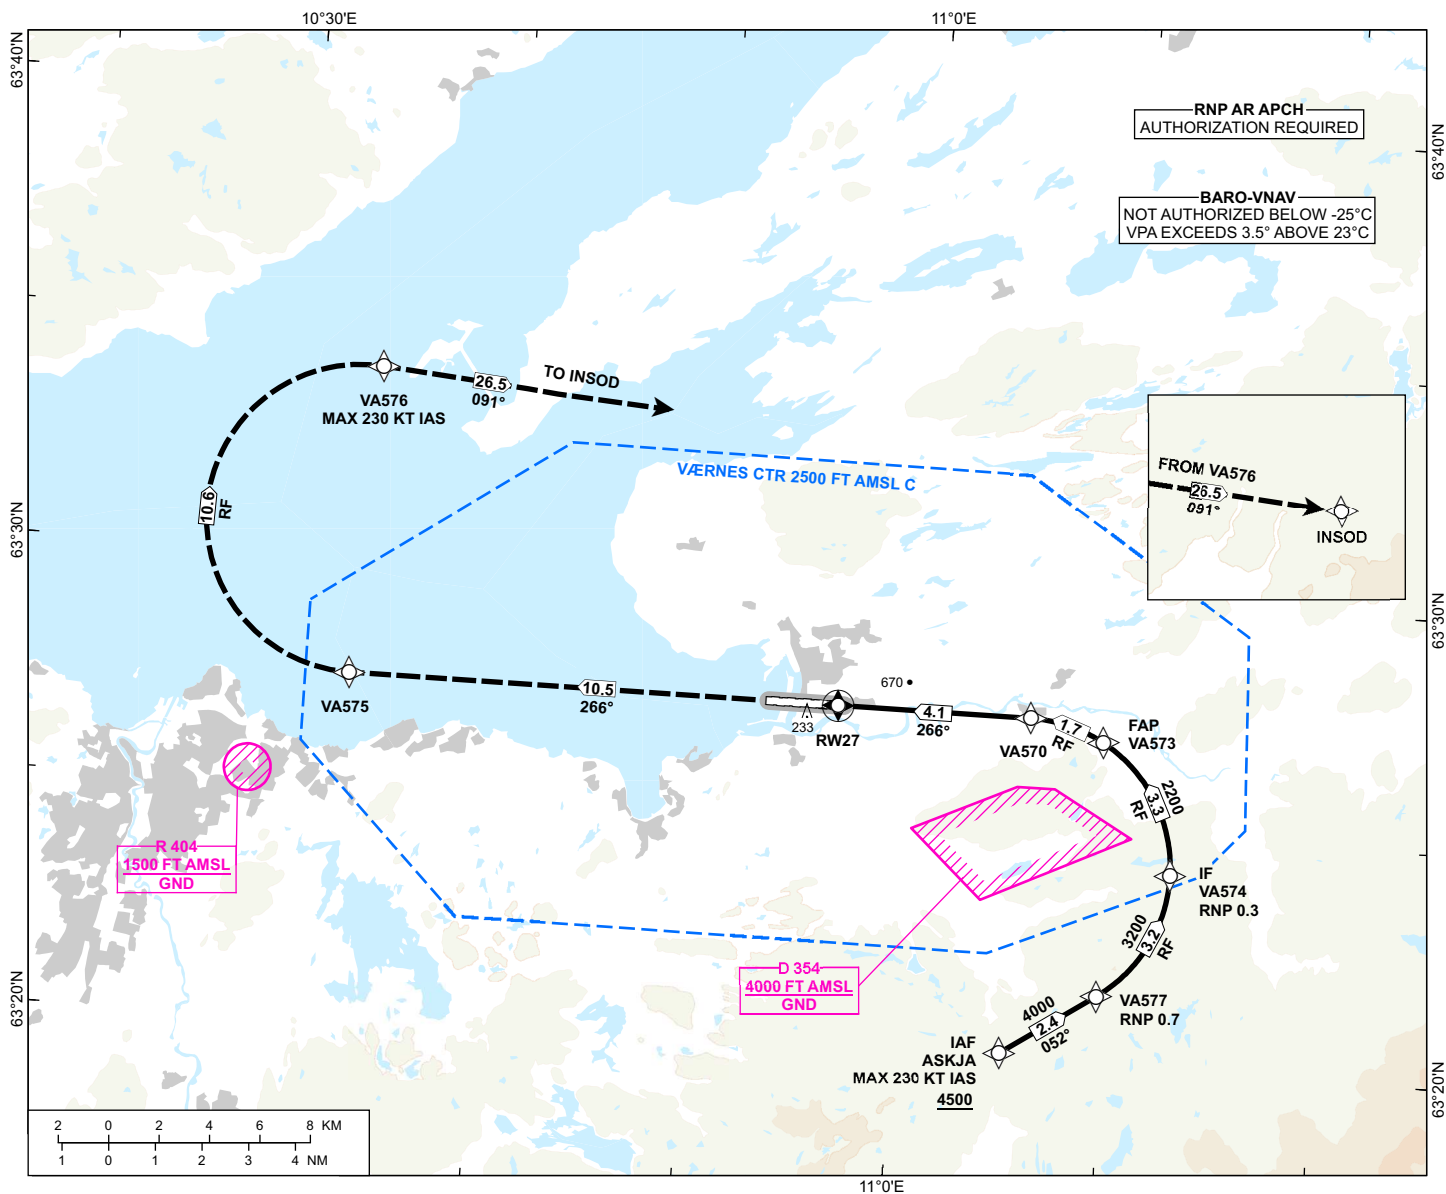 10°30'E
11°0'E
63°40'N
63°40'N
RNP AR APCH
AUTHORIZATION REQUIRED
BARO-VNAV
NOT AUTHORIZED BELOW -25°C
VPA EXCEEDS 3.5° ABOVE 23°C
VA576
MAX 230 KT IAS
26.5
091°
TO INSOD
VÆRNES CTR 2500 FT AMSL C
FROM VA576
26.5
091°
INSOD
10.6
RF
63°30'N
63°30'N
VA575
10.5
266°
233
670
RW27
4.1
266°
VA570
1.7
RF
FAP
VA573
2200
3.3
RF
IF
VA574
RNP 0.3
3200
3.2
RF
VA577
RNP 0.7
4000
2.4
052°
IAF
ASKJA
MAX 230 KT IAS
4500
R 404
1500 FT AMSL
GND
D 354
4000 FT AMSL
GND
63°20'N
63°20'N
2 0 2 4 6 8 KM
1 0 1 2 3 4 NM
11°0'E